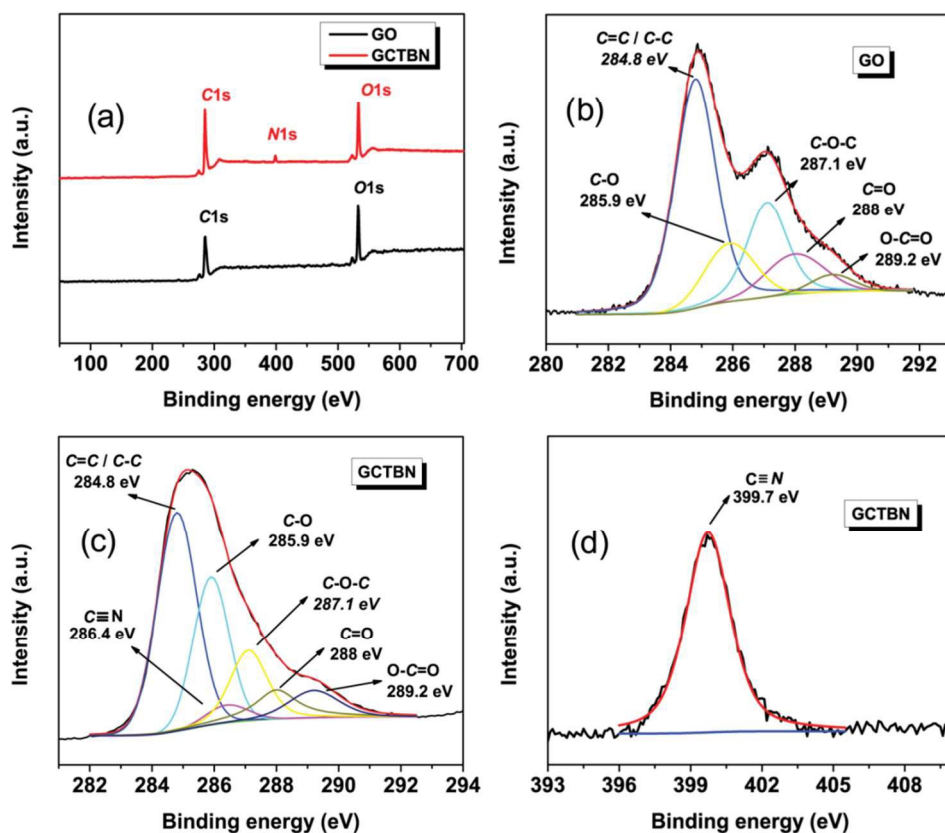 GO
GCTBN
(a)
C1s
N1s
O1s
C1s
O1s
Intensity (a.u.)
100 200 300 400 500 600 700
Binding energy (eV)
C=C / C-C
284.8 eV
GO
(b)
C-O-C
287.1 eV
C-O
285.9 eV
C=O
288 eV
O-C=O
289.2 eV
Intensity (a.u.)
280 282 284 286 288 290 292
Binding energy (eV)
C=C / C-C
284.8 eV
GCTBN
(c)
C-O
285.9 eV
C-O-C
287.1 eV
C≡N
286.4 eV
C=O
288 eV
O-C=O
289.2 eV
Intensity (a.u.)
282 284 286 288 290 292 294
Binding energy (eV)
C≡N
399.7 eV
GCTBN
(d)
Intensity (a.u.)
393 396 399 402 405 408
Binding energy (eV)